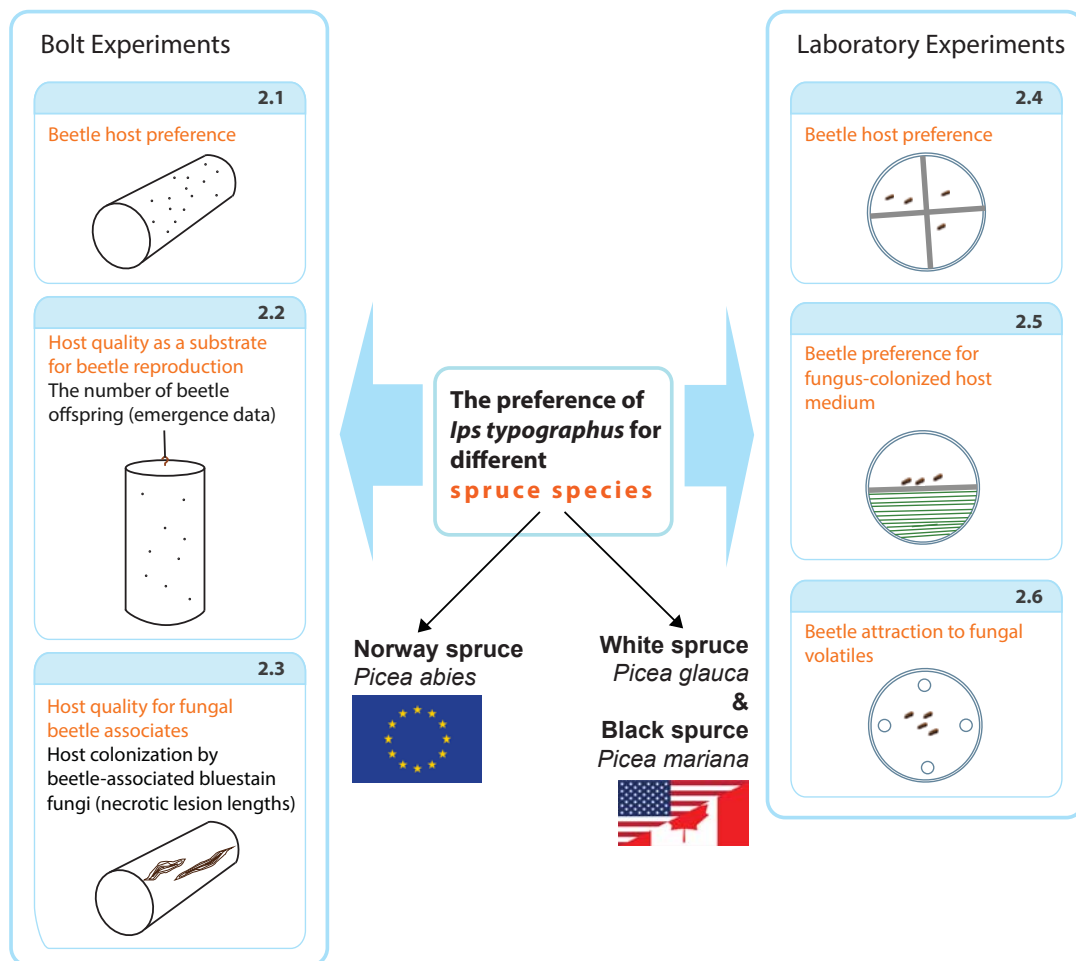 Bolt Experiments
2.1
Beetle host preference
2.2
Host quality as a substrate
for beetle reproduction
The number of beetle
offspring (emergence data)
2.3
Host quality for fungal
beetle associates
Host colonization by
beetle-associated bluestain
fungi (necrotic lesion lengths)
The preference of
Ips typographus for
different
spruce species
Norway spruce
Picea abies
White spruce
Picea glauca
&
Black spurce
Picea mariana
Laboratory Experiments
2.4
Beetle host preference
2.5
Beetle preference for
fungus-colonized host
medium
2.6
Beetle attraction to fungal
volatiles